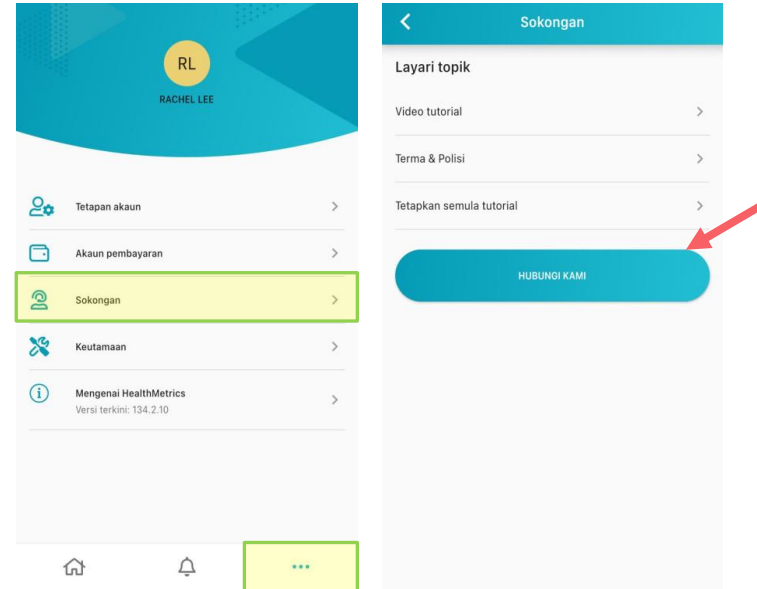 RL
RACHEL LEE
Tetapan akaun
Akaun pembayaran
Sokongan
Keutamaan
Mengenai HealthMetrics
Versi terkini: 134.2.10
Sokongan
Layari topik
Video tutorial
Terma & Polisi
Tetapkan semula tutorial
HUBUNGI KAMI